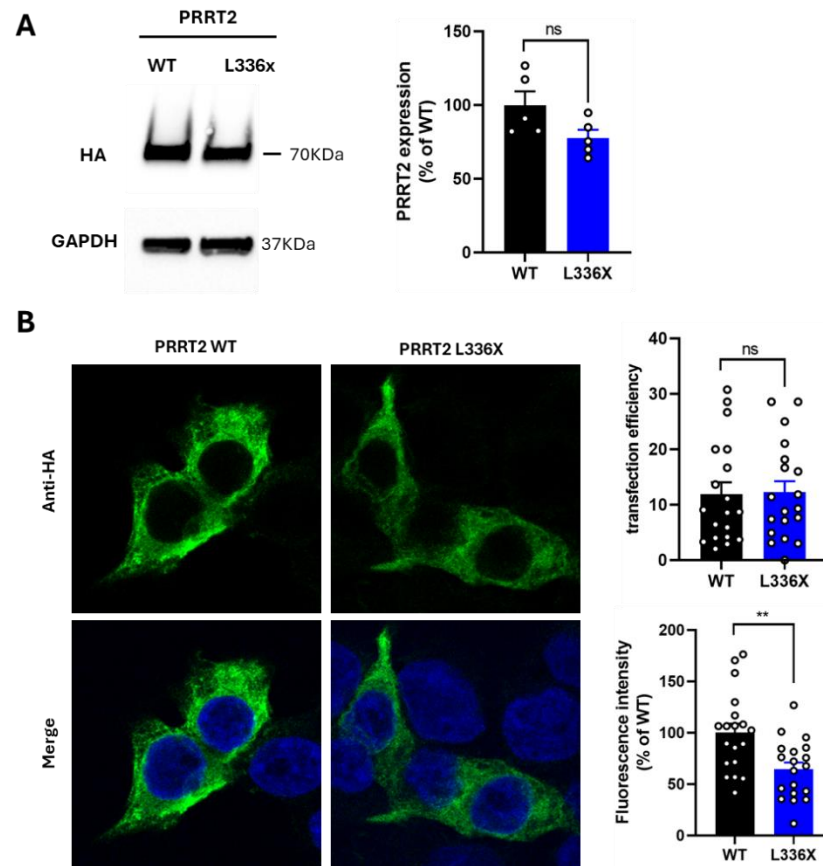 A
PRRT2
WT L336x
HA
70KDa
GAPDH
37KDa
PRRT2 expression
(% of WT)
150
100
50
0
ns
WT L336X
B
PRRT2 WT PRRT2 L336X
Anti-HA
Merge
transfection efficiency
40
30
20
10
0
ns
WT L336X
Fluorescence intensity
(% of WT)
200
150
100
50
0
**
WT L336X